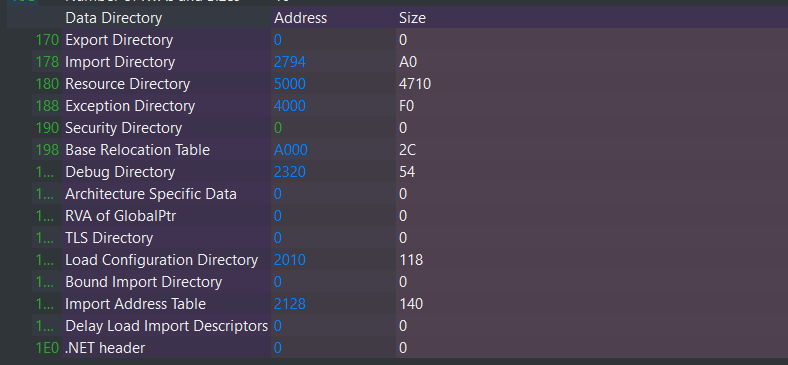 Data Directory Address Size
170 Export Directory 0 0
178 Import Directory 2794 A0
180 Resource Directory 5000 4710
188 Exception Directory 4000 F0
190 Security Directory 0 0
198 Base Relocation Table A000 2C
1... Debug Directory 2320 54
1... Architecture Specific Data 0 0
1... RVA of GlobalPtr 0 0
1... TLS Directory 0 0
1... Load Configuration Directory 2010 118
1... Bound Import Directory 0 0
1... Import Address Table 2128 140
1... Delay Load Import Descriptors 0 0
1E0 .NET header 0 0